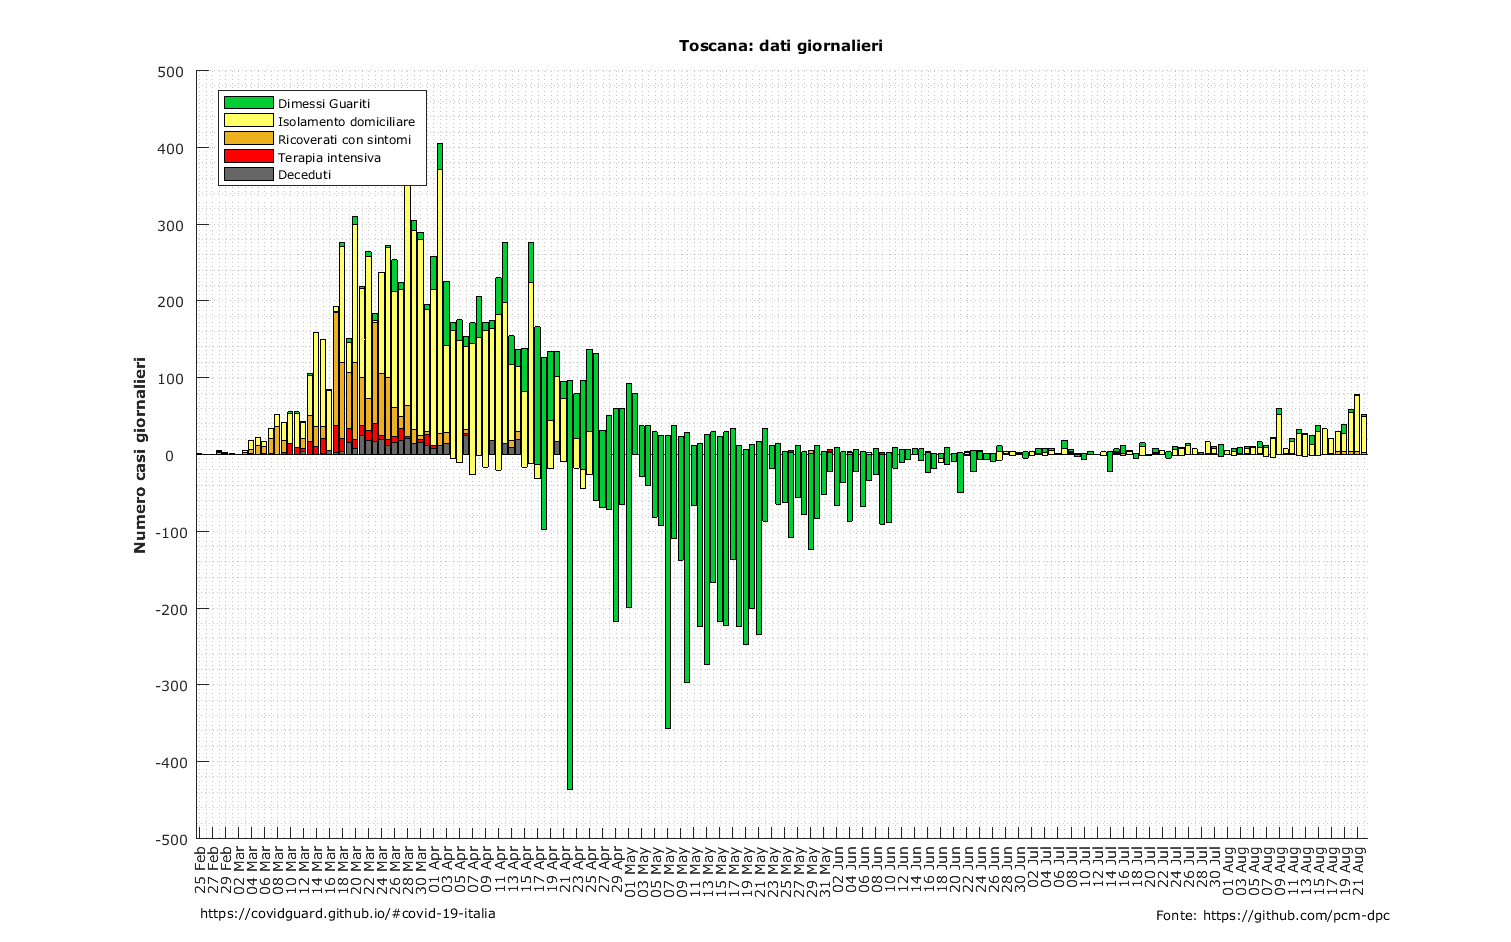 Toscana: dati giornalieri
Numero casi giornalieri
500
400
300
200
100
0
-100
-200
-300
-400
-500
Dimessi Guariti
Isolamento domiciliare
Ricoverati con sintomi
Terapia intensiva
Deceduti
25 Feb
27 Feb
29 Feb
02 Mar
04 Mar
06 Mar
08 Mar
10 Mar
12 Mar
14 Mar
16 Mar
18 Mar
20 Mar
22 Mar
24 Mar
26 Mar
28 Mar
30 Mar
01 Apr
03 Apr
05 Apr
07 Apr
09 Apr
11 Apr
13 Apr
15 Apr
17 Apr
19 Apr
21 Apr
23 Apr
25 Apr
27 Apr
29 Apr
01 May
03 May
05 May
07 May
09 May
11 May
13 May
15 May
17 May
19 May
21 May
23 May
25 May
27 May
29 May
31 May
02 Jun
04 Jun
06 Jun
08 Jun
10 Jun
12 Jun
14 Jun
16 Jun
18 Jun
20 Jun
22 Jun
24 Jun
26 Jun
28 Jun
30 Jun
02 Jul
04 Jul
06 Jul
08 Jul
10 Jul
12 Jul
14 Jul
16 Jul
18 Jul
20 Jul
22 Jul
24 Jul
26 Jul
28 Jul
30 Jul
01 Aug
03 Aug
05 Aug
07 Aug
09 Aug
11 Aug
13 Aug
15 Aug
17 Aug
19 Aug
21 Aug
https://covidguard.github.io/#covid-19-italia
Fonte: https://github.com/pcm-dpc